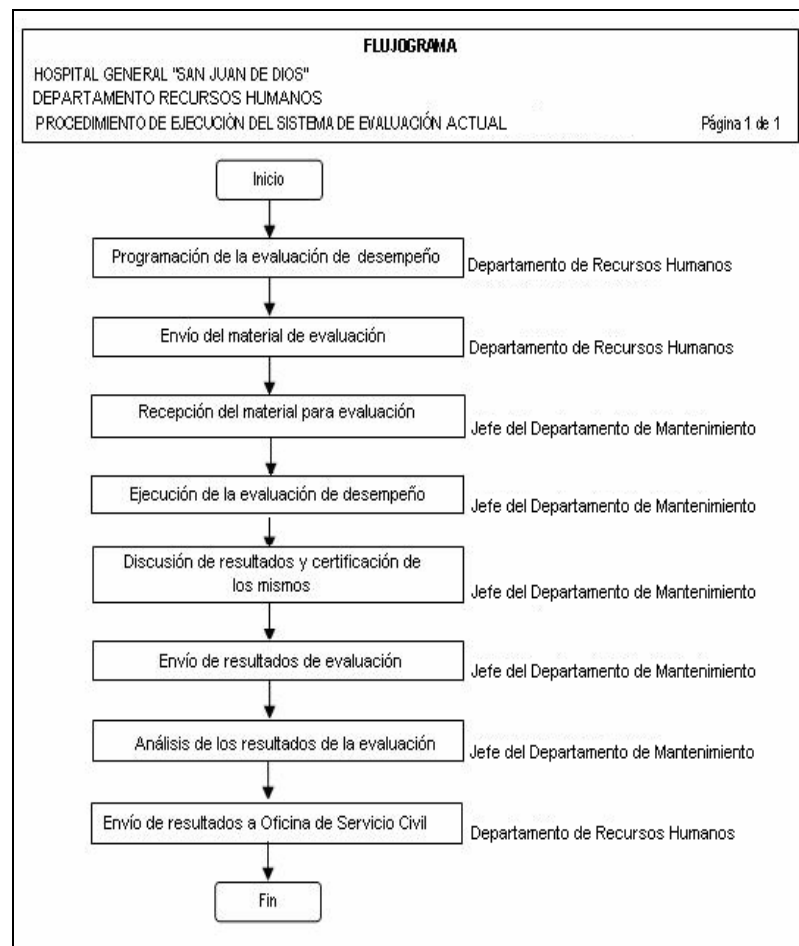 FLUJOGRAMA
HOSPITAL GENERAL "SAN JUAN DE DIOS"
DEPARTAMENTO RECURSOS HUMANOS
PROCEDIMIENTO DE EJECUCIÓN DEL SISTEMA DE EVALUACIÓN ACTUAL Página 1 de 1
Inicio
Programación de la evaluación de desempeño
Departamento de Recursos Humanos
Envío del material de evaluación
Departamento de Recursos Humanos
Recepción del material para evaluación
Jefe del Departamento de Mantenimiento
Ejecución de la evaluación de desempeño
Jefe del Departamento de Mantenimiento
Discusión de resultados y certificación de
los mismos
Jefe del Departamento de Mantenimiento
Envío de resultados de evaluación
Jefe del Departamento de Mantenimiento
Análisis de los resultados de la evaluación
Jefe del Departamento de Mantenimiento
Envío de resultados a Oficina de Servicio Civil
Departamento de Recursos Humanos
Fin